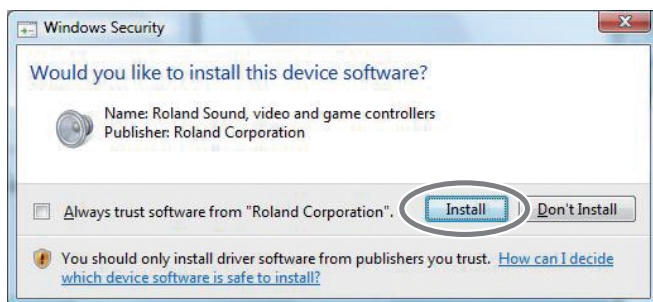 Windows Security
Would you like to install this device software?
Name: Roland Sound, video and game controllers
Publisher: Roland Corporation
Always trust software from "Roland Corporation".
Install
Don't Install
You should only install driver software from publishers you trust. How can I decide
which device software is safe to install?